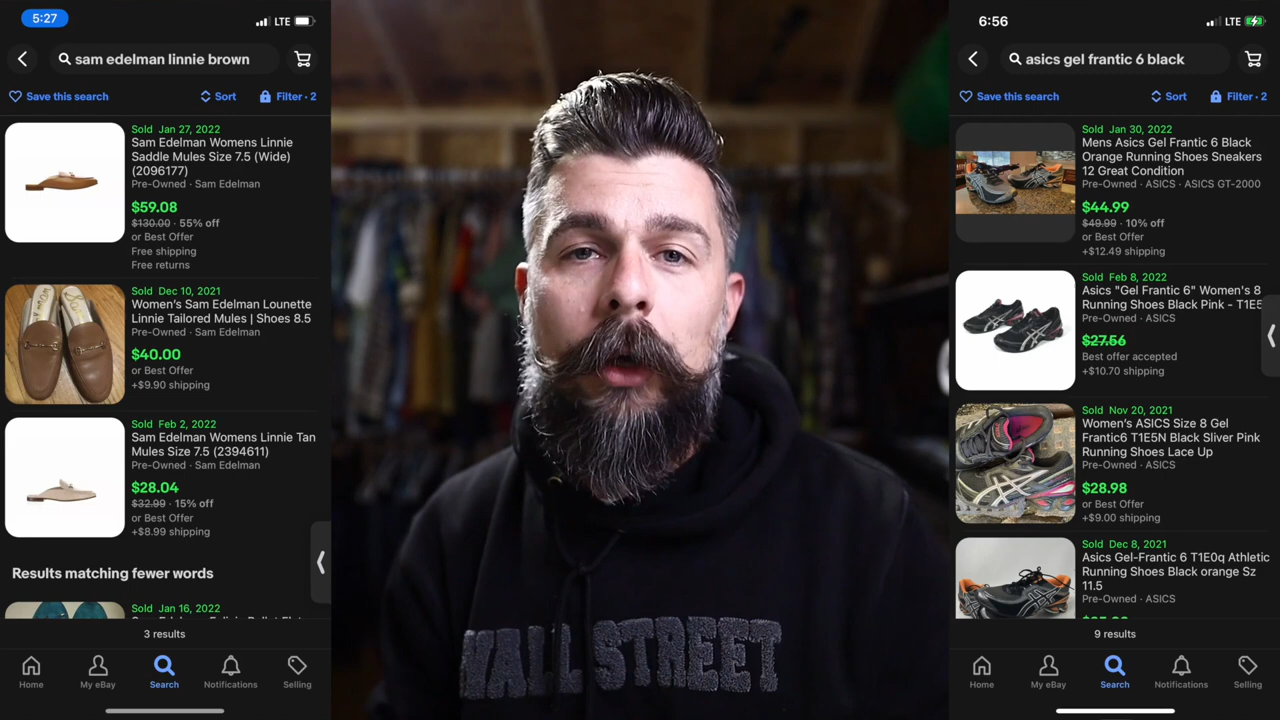 5:27
LTE
sam edelman linnie brown
Save this search
Sort
Filter · 2
Sold Jan 27, 2022
Sam Edelman Womens Linnie
Saddle Mules Size 7.5 (Wide)
(2096177)
Pre-Owned · Sam Edelman
$59.08
$130.00 · 55% off
or Best Offer
Free shipping
Free returns
Sold Dec 10, 2021
Women's Sam Edelman Lounette
Linnie Tailored Mules | Shoes 8.5
Pre-Owned · Sam Edelman
$40.00
or Best Offer
+$9.90 shipping
Sold Feb 2, 2022
Sam Edelman Womens Linnie Tan
Mules Size 7.5 (2394611)
Pre-Owned · Sam Edelman
$28.04
$32.99 · 15% off
or Best Offer
+$8.99 shipping
Results matching fewer words
Sold Jan 16, 2022
3 results
Home
My eBay
Search
Notifications
Selling
WALL STREET
6:56
LTE
asics gel frantic 6 black
Save this search
Sort
Filter · 2
Sold Jan 30, 2022
Mens Asics Gel Frantic 6 Black
Orange Running Shoes Sneakers
12 Great Condition
Pre-Owned · ASICS · ASICS GT-2000
$44.99
$49.99 · 10% off
or Best Offer
+$12.49 shipping
Sold Feb 8, 2022
Asics "Gel Frantic 6" Women's 8
Running Shoes Black Pink - T1E5
Pre-Owned · ASICS
$27.56
Best offer accepted
+$10.70 shipping
Sold Nov 20, 2021
Women's ASICS Size 8 Gel
Frantic6 T1E5N Black Sliver Pink
Running Shoes Lace Up
Pre-Owned · ASICS
$28.98
or Best Offer
+$9.00 shipping
Sold Dec 8, 2021
Asics Gel-Frantic 6 T1E0q Athletic
Running Shoes Black orange Sz
11.5
Pre-Owned · ASICS
9 results
Home
My eBay
Search
Notifications
Selling